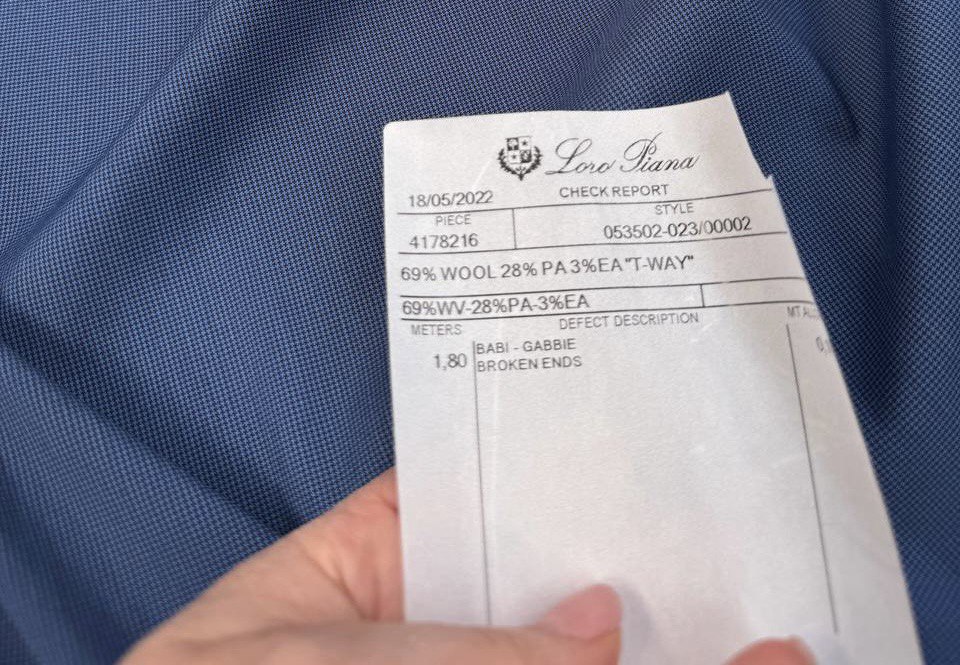 Loro Piana
18/05/2022 CHECK REPORT
PIECE STYLE
4178216 053502-023/00002
69% WOOL 28% PA 3%EA "T-WAY"
69%WV-28%PA-3%EA
METERS DEFECT DESCRIPTION MT
1,80 BABI - GABBIE
BROKEN ENDS